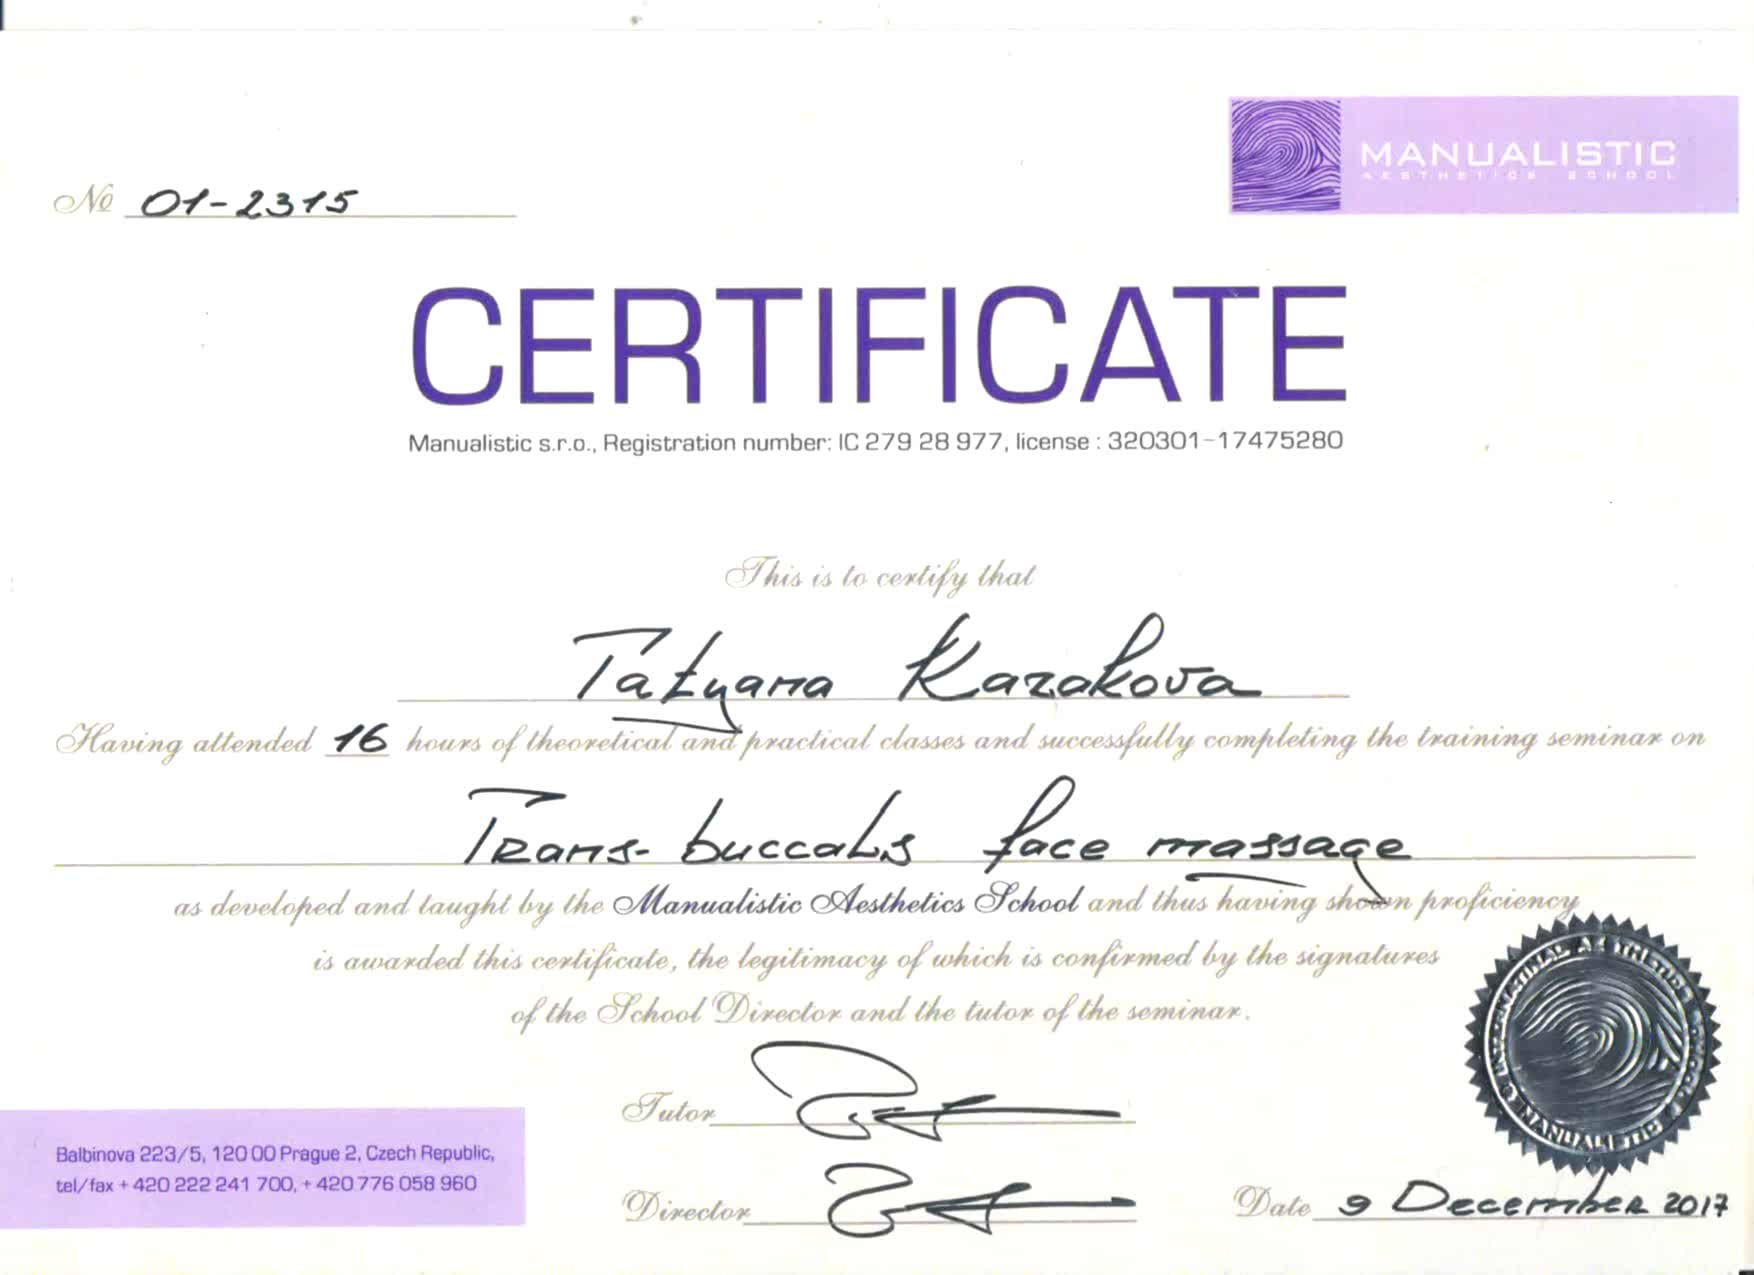 MANUALISTIC
AESTHETICS SCHOOL
№ 01-2315
CERTIFICATE
Manualistic s.r.o., Registration number: IC 279 28 977, license : 320301-17475280
This is to certify that
Tatyana Kazakova
Having attended 16 hours of theoretical and practical classes and successfully completing the training seminar on
Trans-buccals face massage
as developed and taught by the Manualistic Aesthetics School and thus having shown proficiency
is awarded this certificate, the legitimacy of which is confirmed by the signatures
of the School Director and the tutor of the seminar.
INTERNATIONAL AESTHETICS SCHOOL
MANUALISTIC
Tutor
Balbinova 223/5, 120 00 Prague 2, Czech Republic,
tel/fax + 420 222 241 700, + 420 776 058 960
Director
Date 9 December 2017